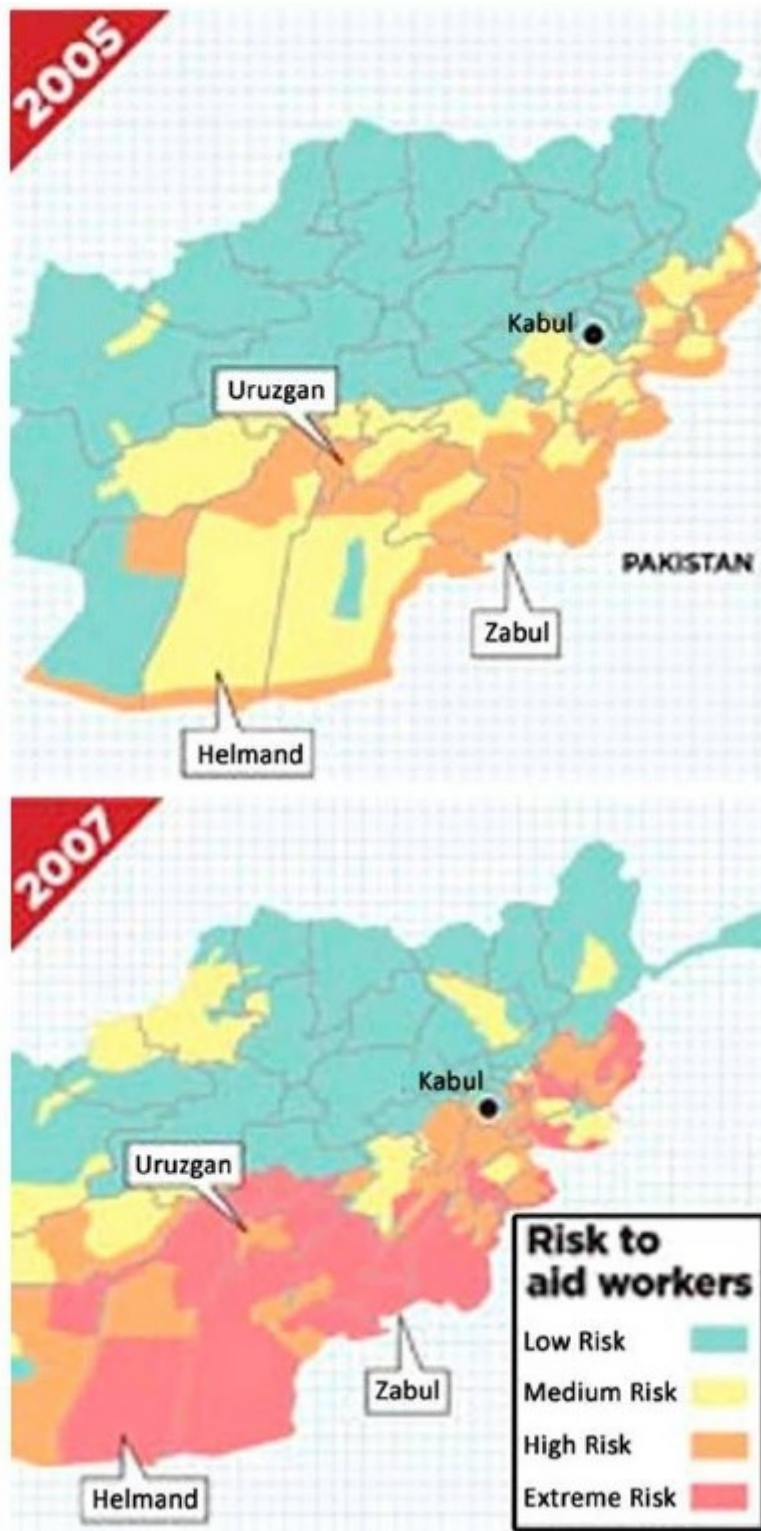 2005
Kabul
Uruzgan
PAKISTAN
Zabul
Helmand
2007
Kabul
Uruzgan
Risk to
aid workers
Low Risk
Medium Risk
High Risk
Extreme Risk
Zabul
Helmand